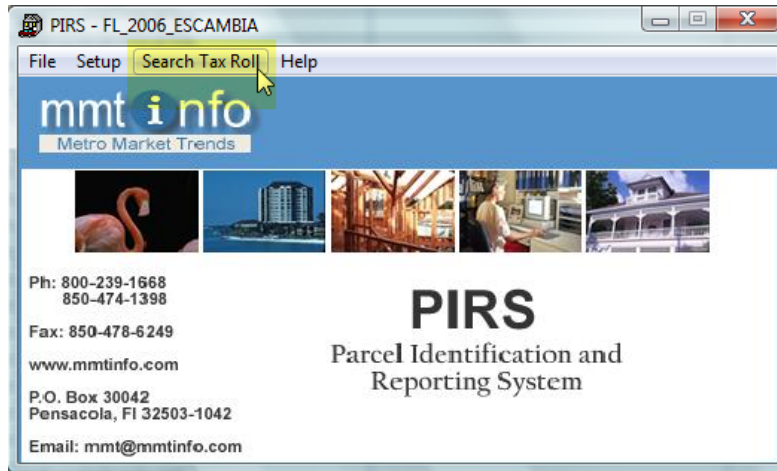 PIRS - FL_2006_ESCAMBIA
File Setup Search Tax Roll Help
mmt info
Metro Market Trends
Ph: 800-239-1668
850-474-1398
Fax: 850-478-6249
www.mmtinfo.com
P.O. Box 30042
Pensacola, Fl 32503-1042
Email: mmt@mmtinfo.com
PIRS
Parcel Identification and
Reporting System